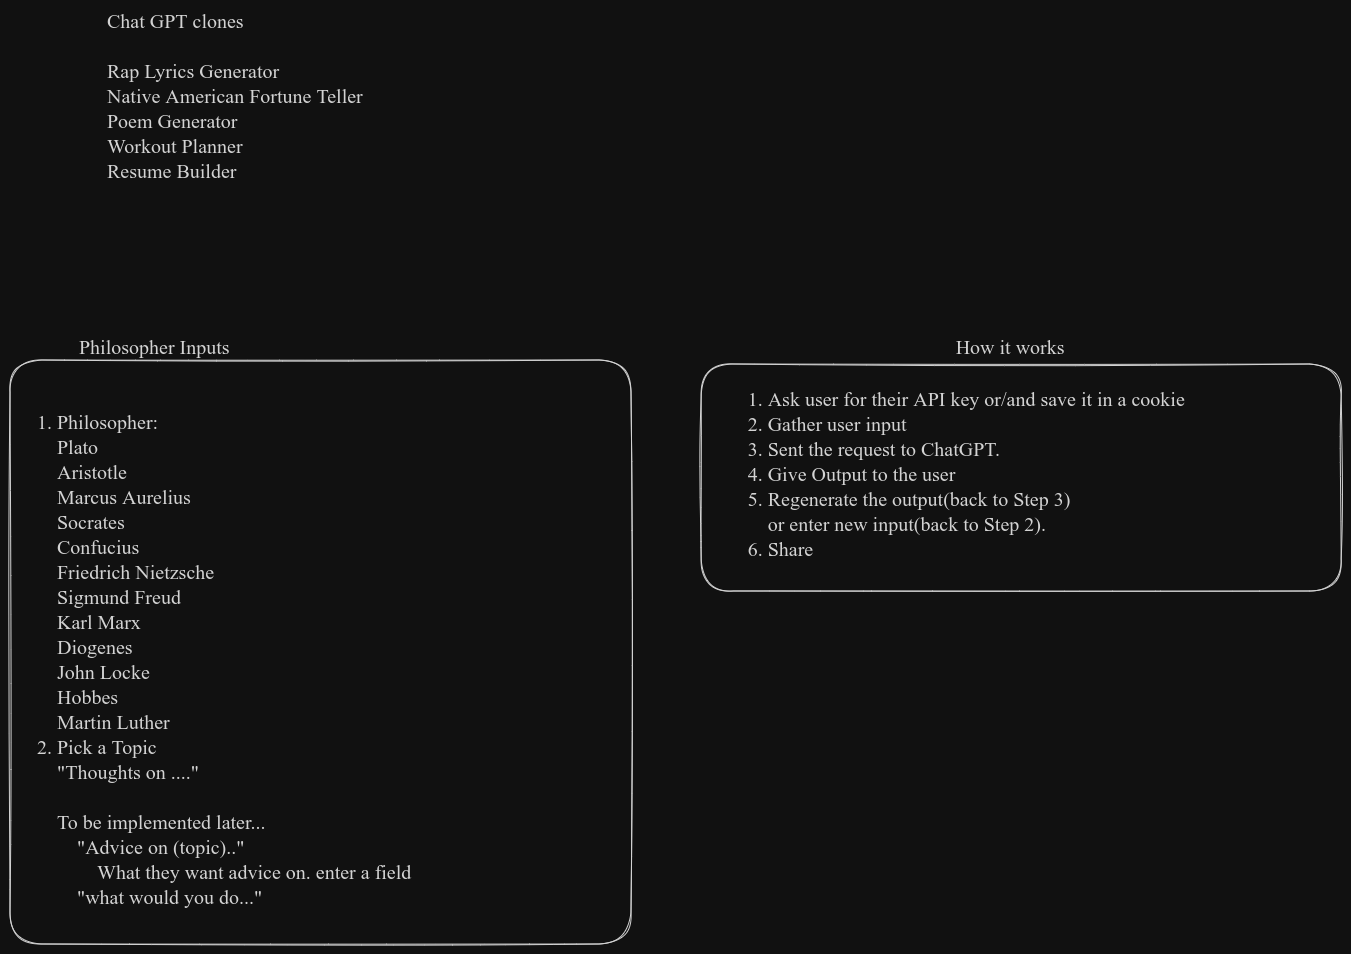 Chat GPT clones
Rap Lyrics Generator
Native American Fortune Teller
Poem Generator
Workout Planner
Resume Builder
Philosopher Inputs
1. Philosopher:
Plato
Aristotle
Marcus Aurelius
Socrates
Confucius
Friedrich Nietzsche
Sigmund Freud
Karl Marx
Diogenes
John Locke
Hobbes
Martin Luther
2. Pick a Topic
"Thoughts on ...."
To be implemented later...
"Advice on (topic).."
What they want advice on. enter a field
"what would you do..."
How it works
1. Ask user for their API key or/and save it in a cookie
2. Gather user input
3. Sent the request to ChatGPT.
4. Give Output to the user
5. Regenerate the output(back to Step 3)
or enter new input(back to Step 2).
6. Share